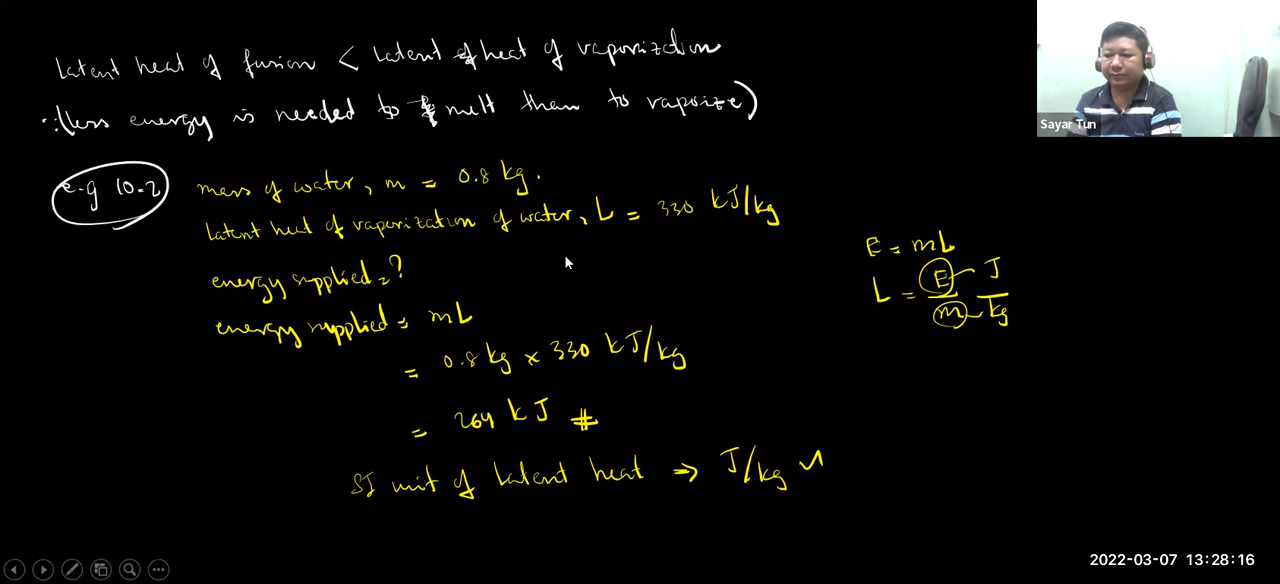 Latent heat of fusion < Latent of heat of vaporization
∴ (less energy is needed to melt than to vaporize)
e.g 10.2
mass of water, m = 0.8 kg.
Latent heat of vaporization of water, L = 330 kJ/kg
energy supplied = ?
energy supplied = mL
= 0.8 kg × 330 kJ/kg
= 264 kJ #
SI unit of Latent heat → J/kg
E = mL
L = E/m J/kg
Sayar Tun
2022-03-07 13:28:16